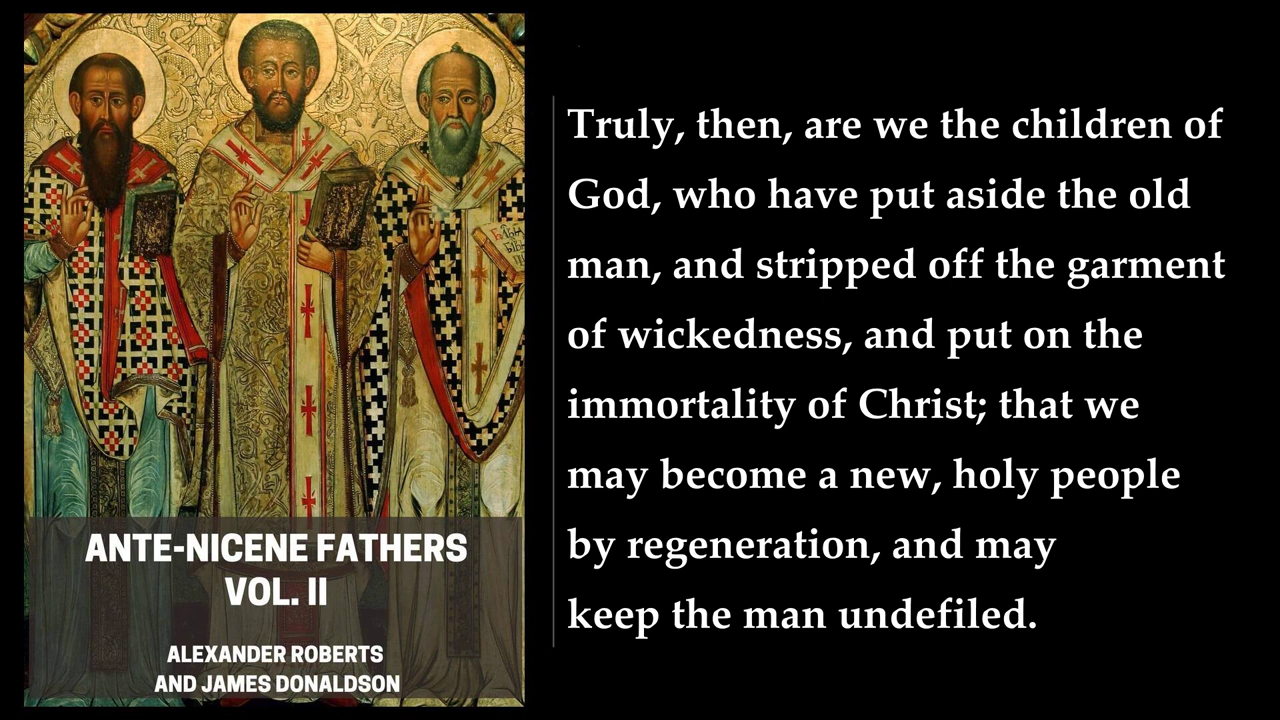 ANTE-NICENE FATHERS
VOL. II
ALEXANDER ROBERTS
AND JAMES DONALDSON
Truly, then, are we the children of
God, who have put aside the old
man, and stripped off the garment
of wickedness, and put on the
immortality of Christ; that we
may become a new, holy people
by regeneration, and may
keep the man undefiled.